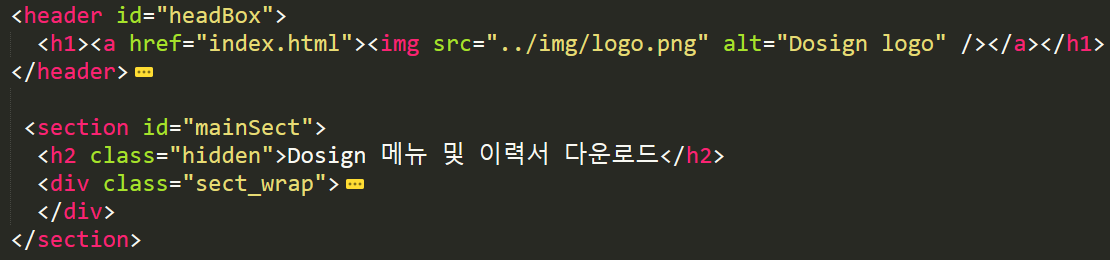 <header id="headBox">
<h1><a href="index.html"><img src="../img/logo.png" alt="Dosign logo" /></a></h1>
</header>
<section id="mainSect">
<h2 class="hidden">Dosign 메뉴 및 이력서 다운로드</h2>
<div class="sect_wrap">
</div>
</section>